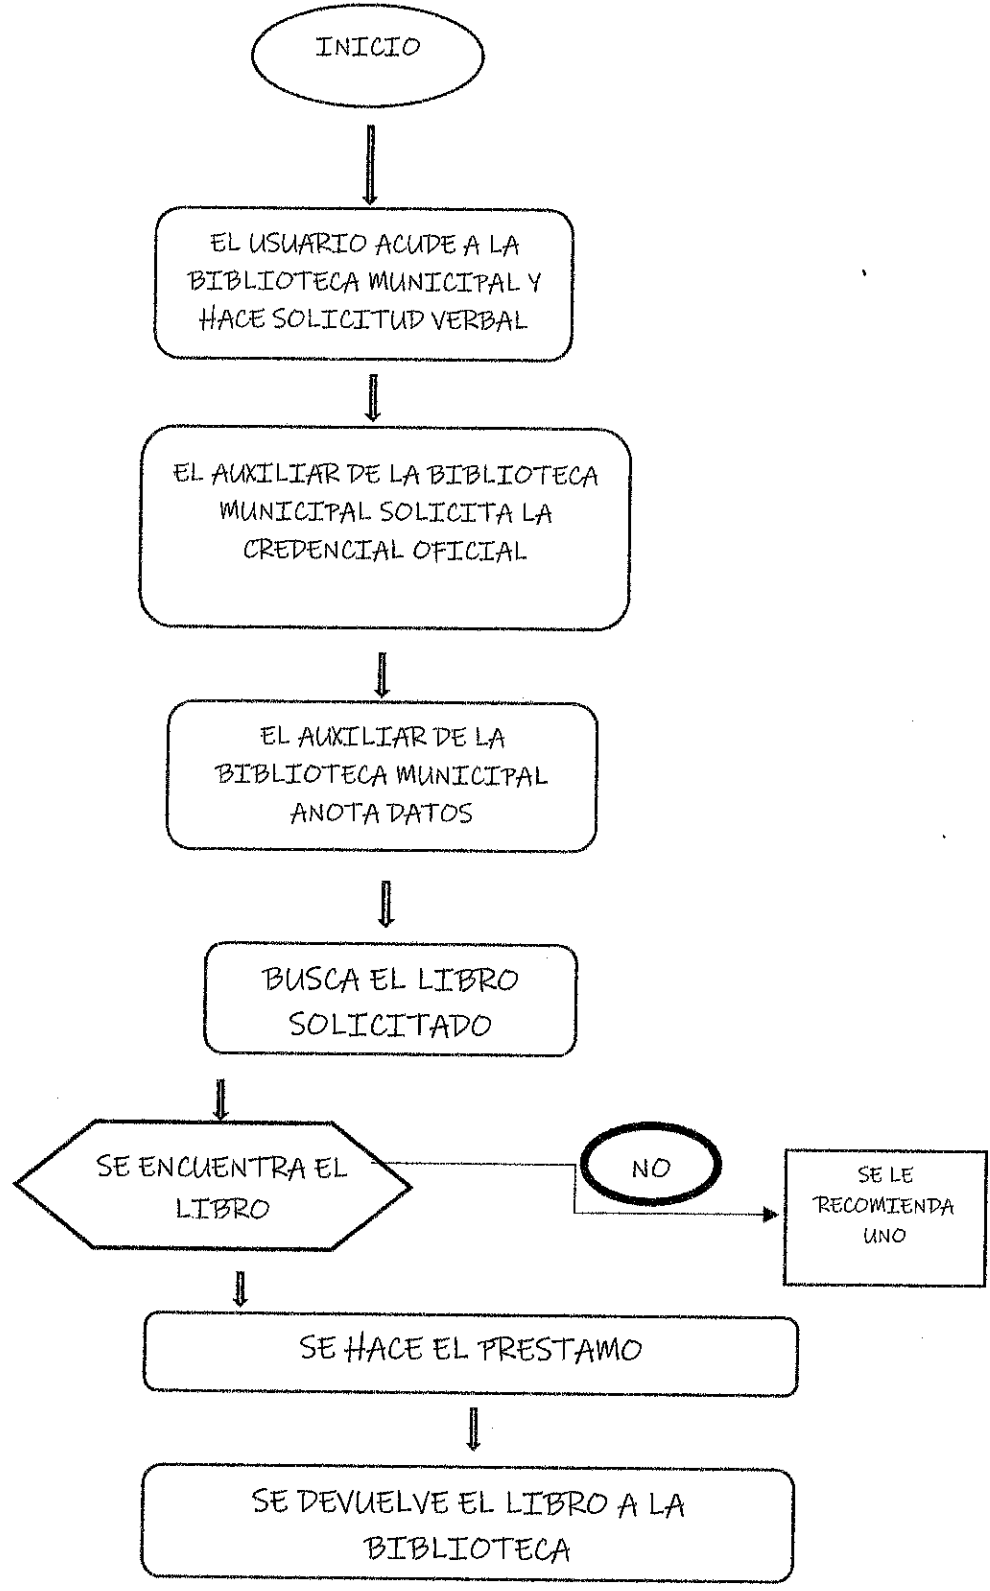 INICIO
EL USUARIO ACUDE A LA
BIBLIOTECA MUNICIPAL Y
HACE SOLICITUD VERBAL
EL AUXILIAR DE LA BIBLIOTECA
MUNICIPAL SOLICITA LA
CREDENCIAL OFICIAL
EL AUXILIAR DE LA
BIBLIOTECA MUNICIPAL
ANOTA DATOS
BUSCA EL LIBRO
SOLICITADO
SE ENCUENTRA EL
LIBRO
NO
SE LE
RECOMIENDA
UNO
SE HACE EL PRESTAMO
SE DEVUELVE EL LIBRO A LA
BIBLIOTECA